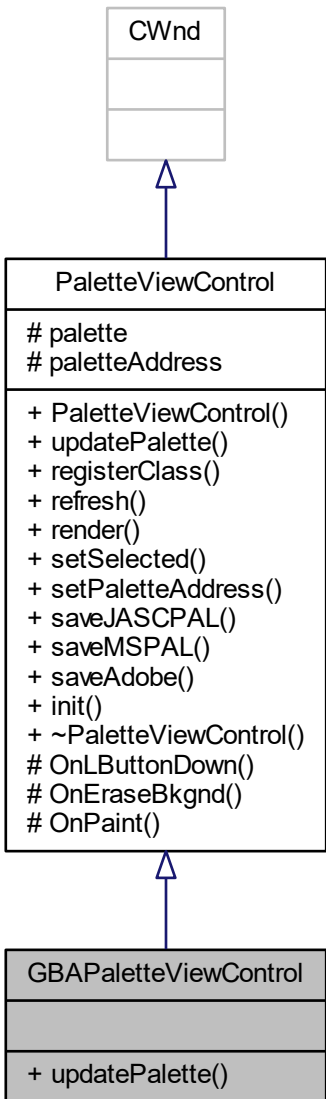 CWnd
PaletteViewControl
# palette
# paletteAddress
+ PaletteViewControl()
+ updatePalette()
+ registerClass()
+ refresh()
+ render()
+ setSelected()
+ setPaletteAddress()
+ saveJASCPAL()
+ saveMSPAL()
+ saveAdobe()
+ init()
+ ~PaletteViewControl()
# OnLButtonDown()
# OnEraseBkgnd()
# OnPaint()
GBAPaletteViewControl
+ updatePalette()